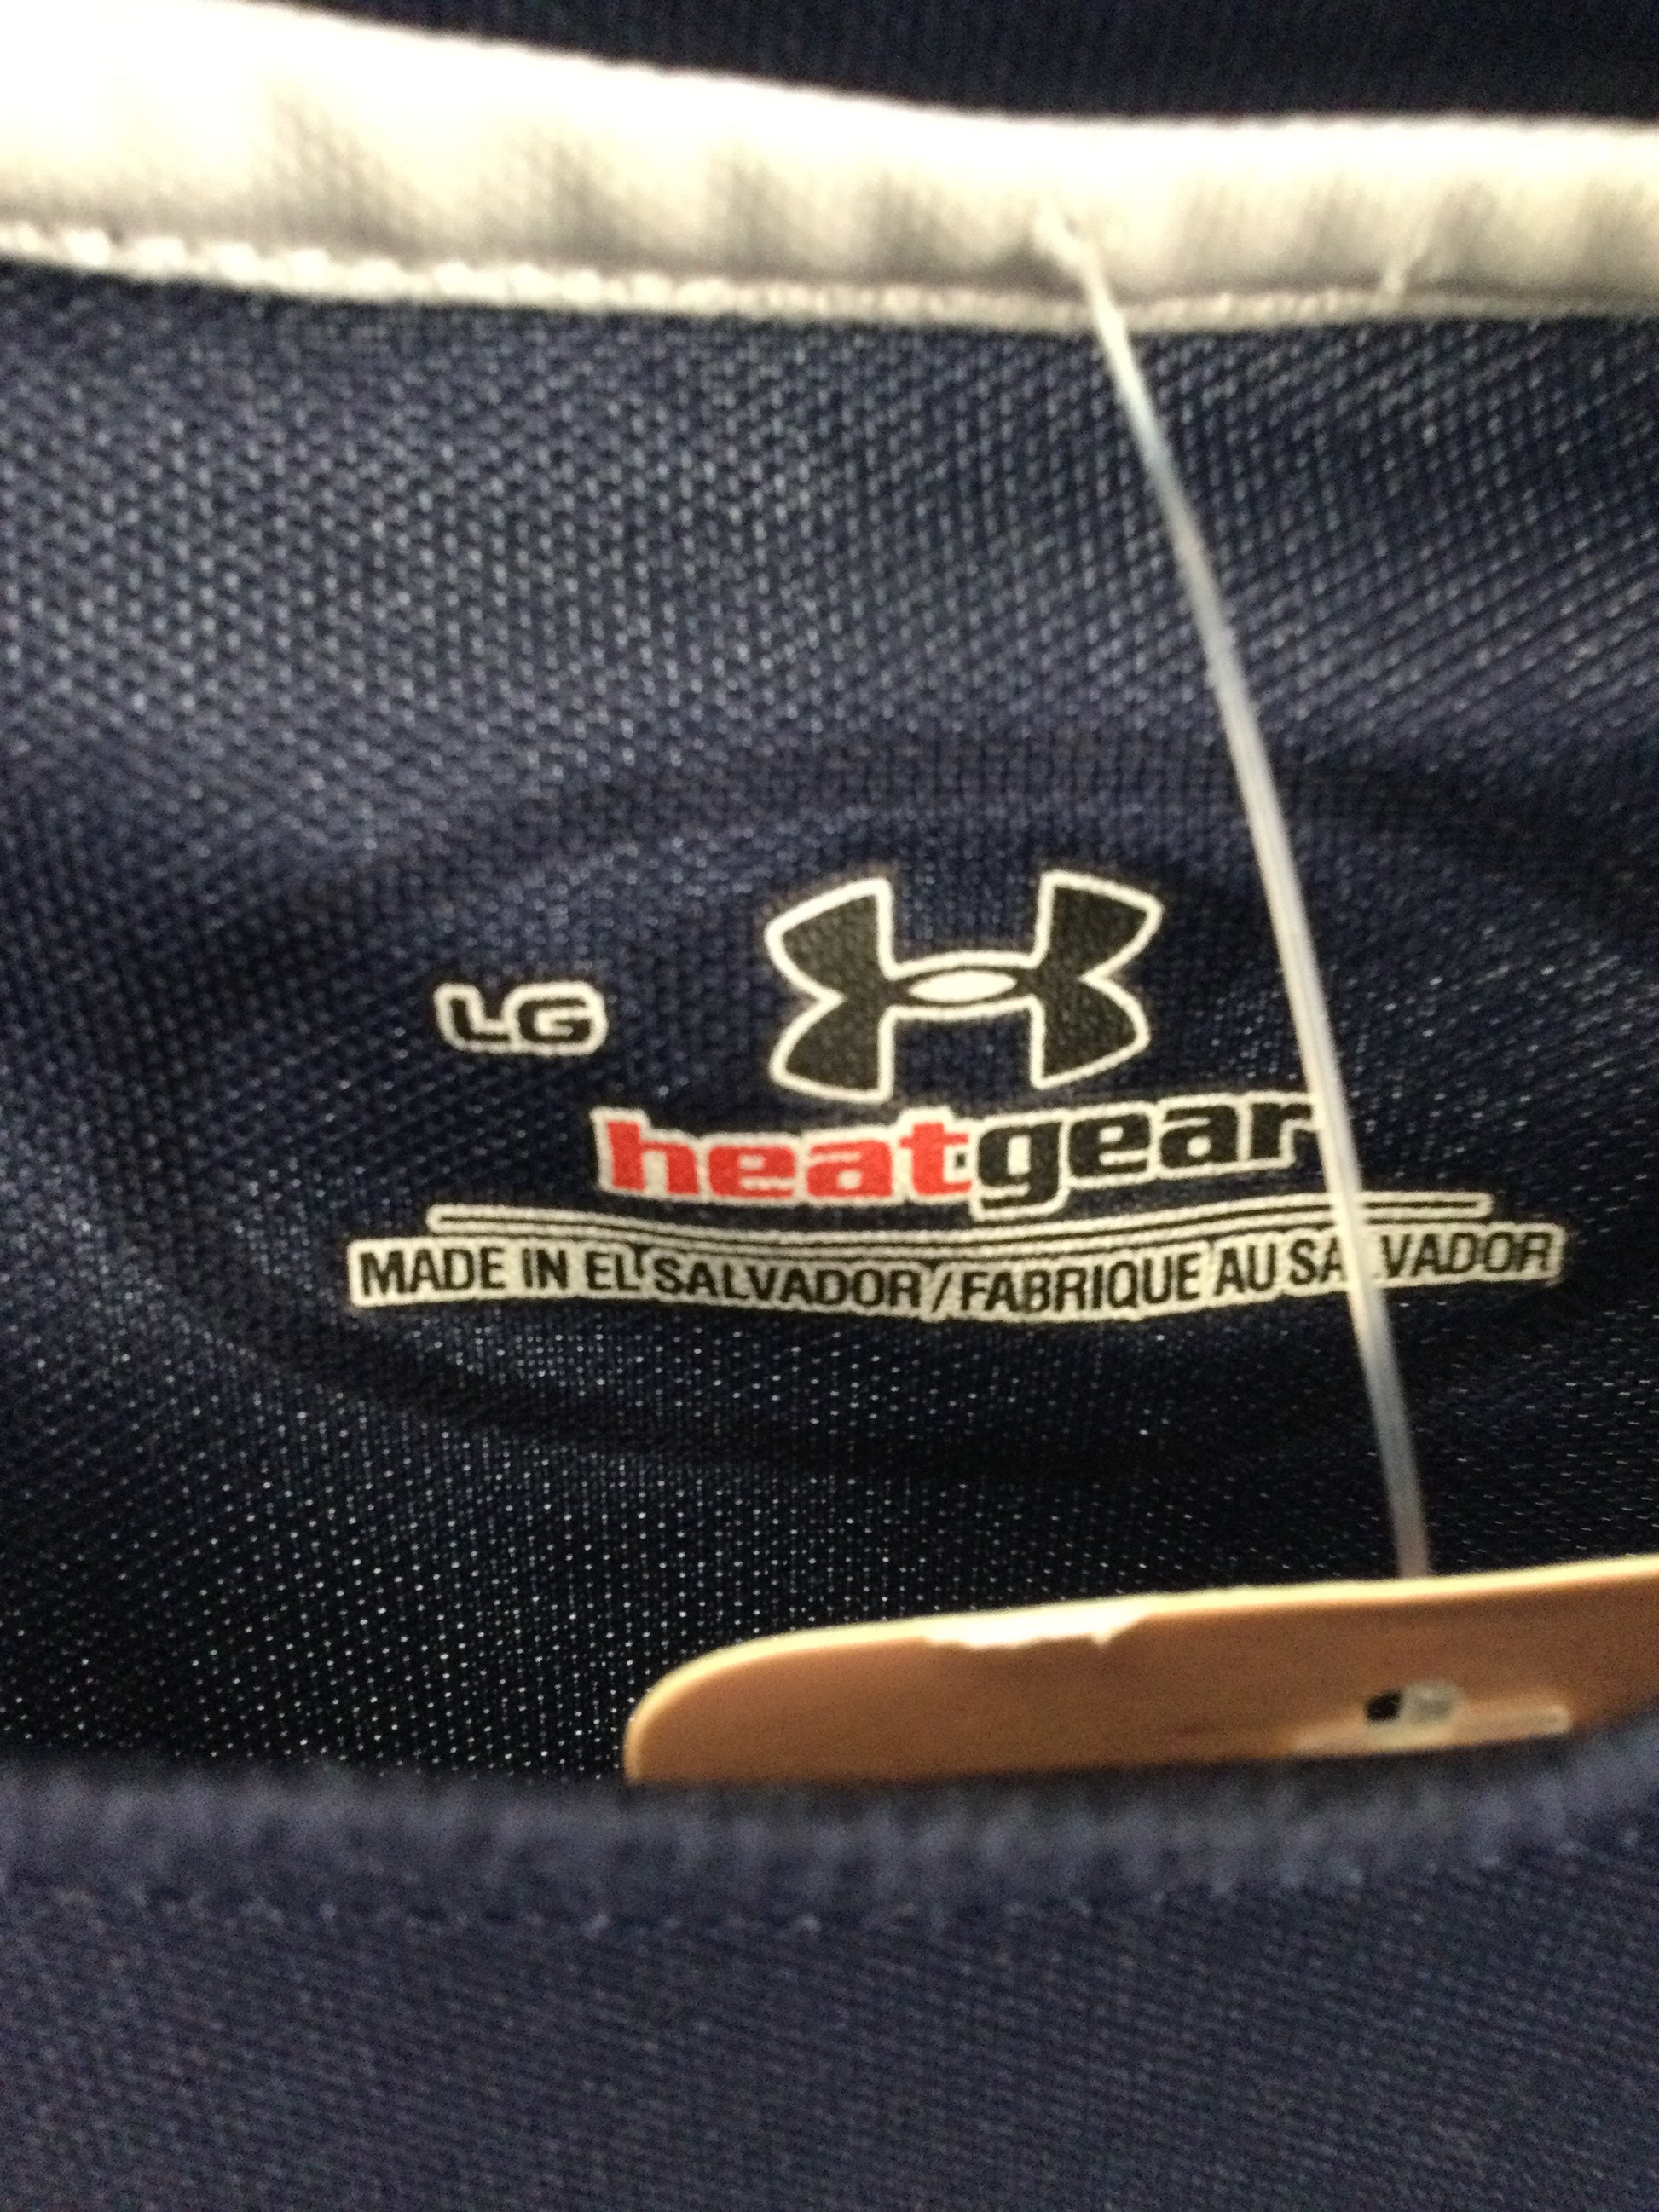 LG
heatgear
MADE IN EL SALVADOR / FABRIQUE AU SALVADOR